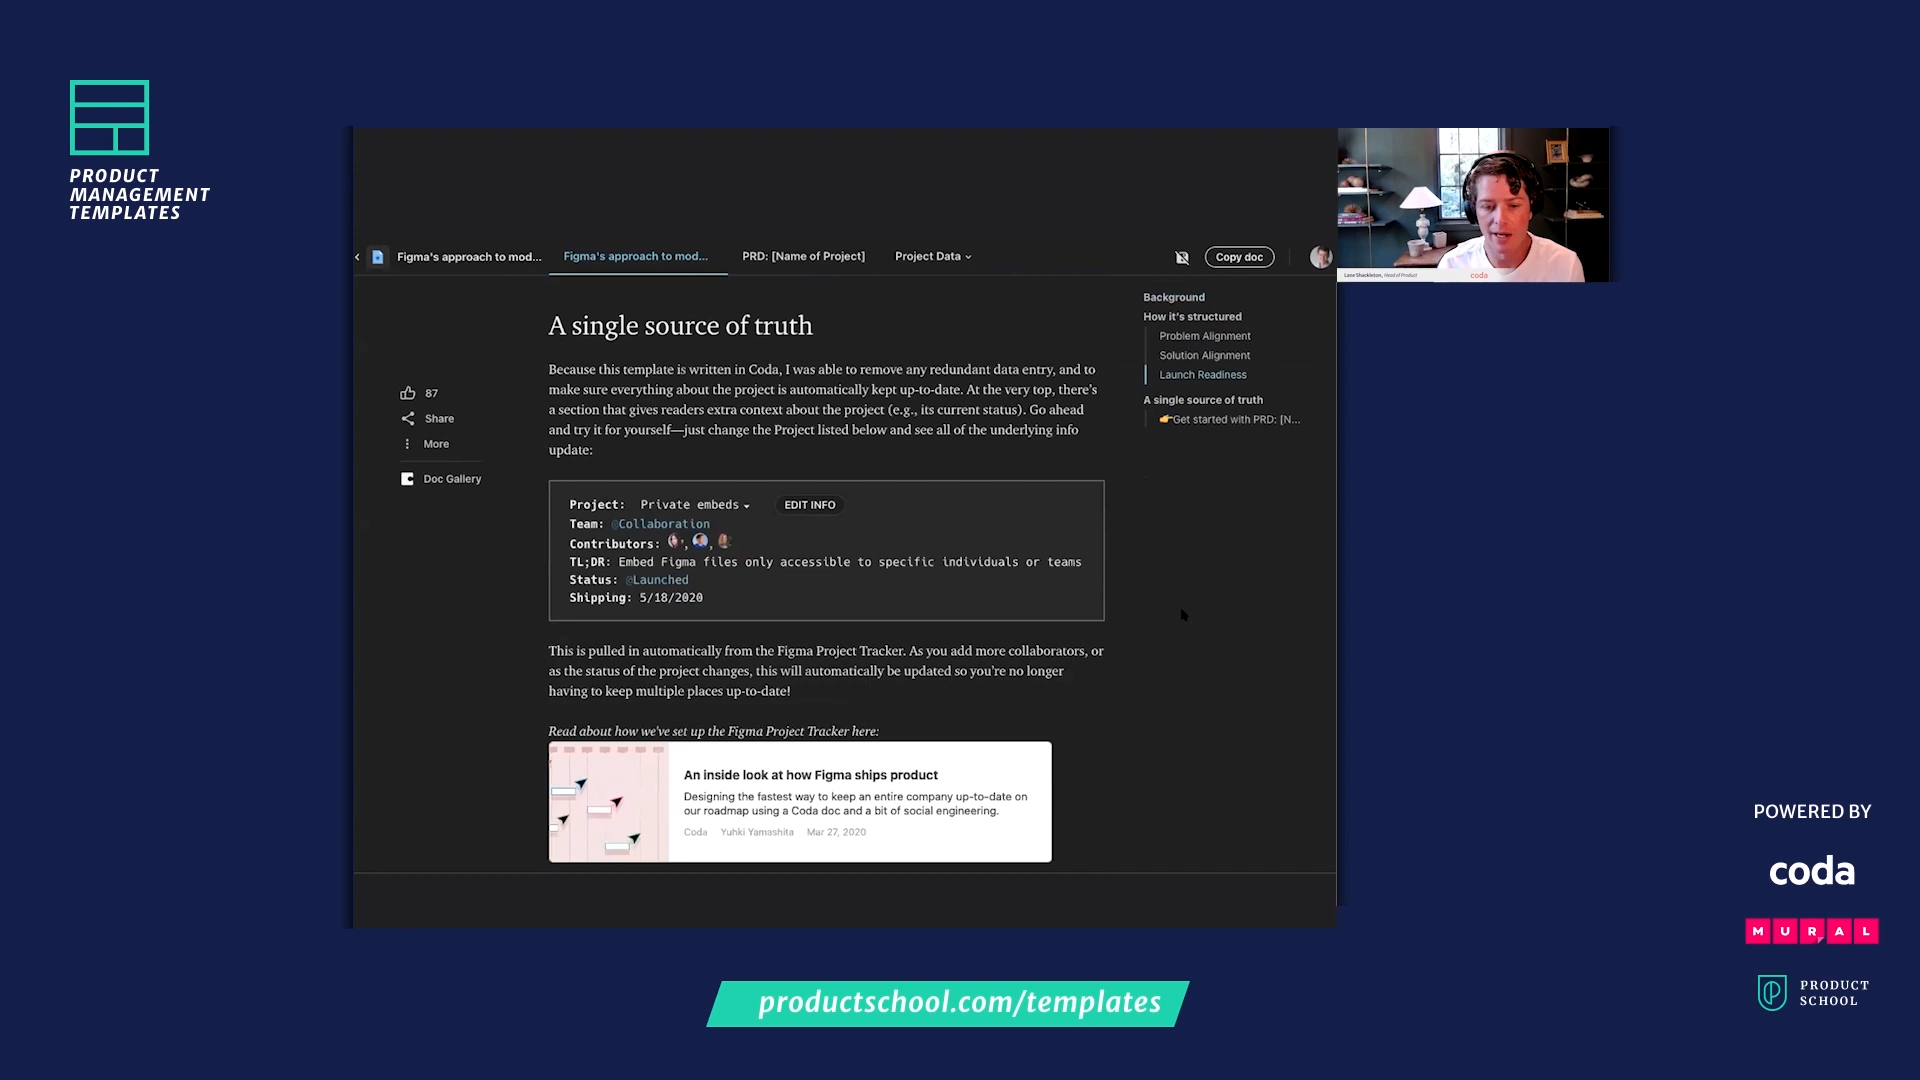 PRODUCT
MANAGEMENT
TEMPLATES
Figma's approach to mod...
Figma's approach to mod...
PRD: [Name of Project]
Project Data
Copy doc
Lane Shackleton, Head of Product
coda
Background
How it's structured
Problem Alignment
Solution Alignment
Launch Readiness
A single source of truth
👉Get started with PRD: [N...
87
Share
More
Doc Gallery
A single source of truth
Because this template is written in Coda, I was able to remove any redundant data entry, and to
make sure everything about the project is automatically kept up-to-date. At the very top, there's
a section that gives readers extra context about the project (e.g., its current status). Go ahead
and try it for yourself—just change the Project listed below and see all of the underlying info
update:
Project: Private embeds EDIT INFO
Team: @Collaboration
Contributors: , ,
TL;DR: Embed Figma files only accessible to specific individuals or teams
Status: @Launched
Shipping: 5/18/2020
This is pulled in automatically from the Figma Project Tracker. As you add more collaborators, or
as the status of the project changes, this will automatically be updated so you're no longer
having to keep multiple places up-to-date!
Read about how we've set up the Figma Project Tracker here:
An inside look at how Figma ships product
Designing the fastest way to keep an entire company up-to-date on
our roadmap using a Coda doc and a bit of social engineering.
Coda Yuhki Yamashita Mar 27, 2020
POWERED BY
coda
MURAL
PRODUCT
SCHOOL
productschool.com/templates